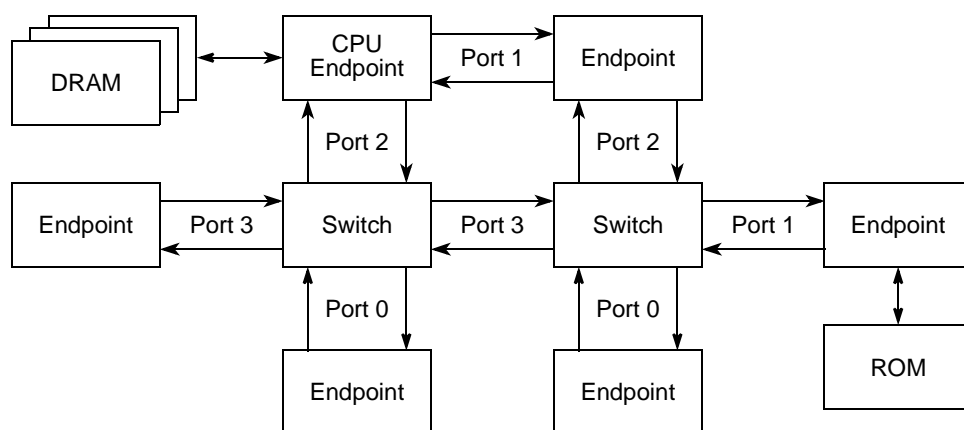 CPU
Endpoint
Port 1
Endpoint
DRAM
Port 2
Port 2
Endpoint
Port 3
Switch
Port 3
Switch
Port 1
Endpoint
Port 0
Port 0
Endpoint
Endpoint
ROM